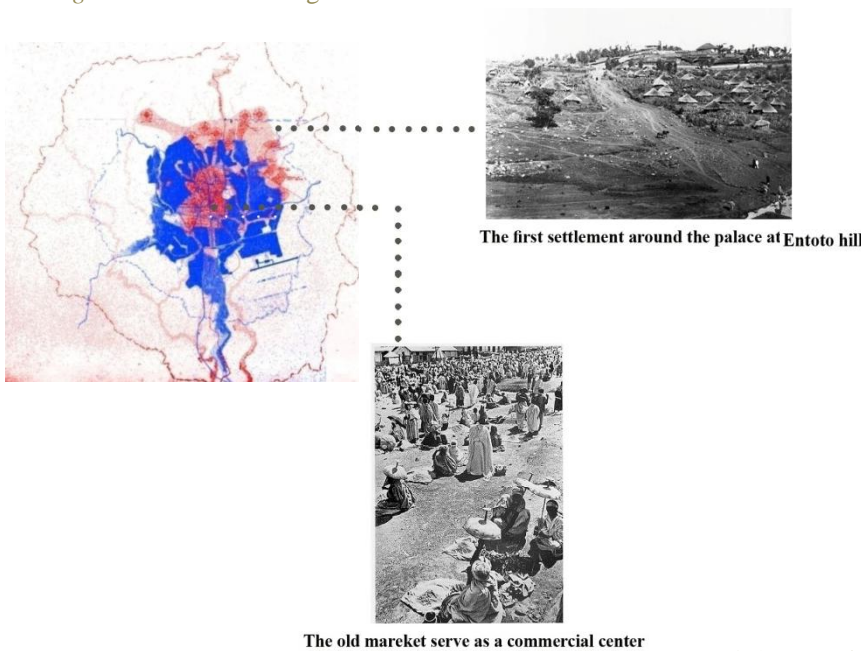 The first settlement around the palace at Entoto hill
The old mareket serve as a commercial center